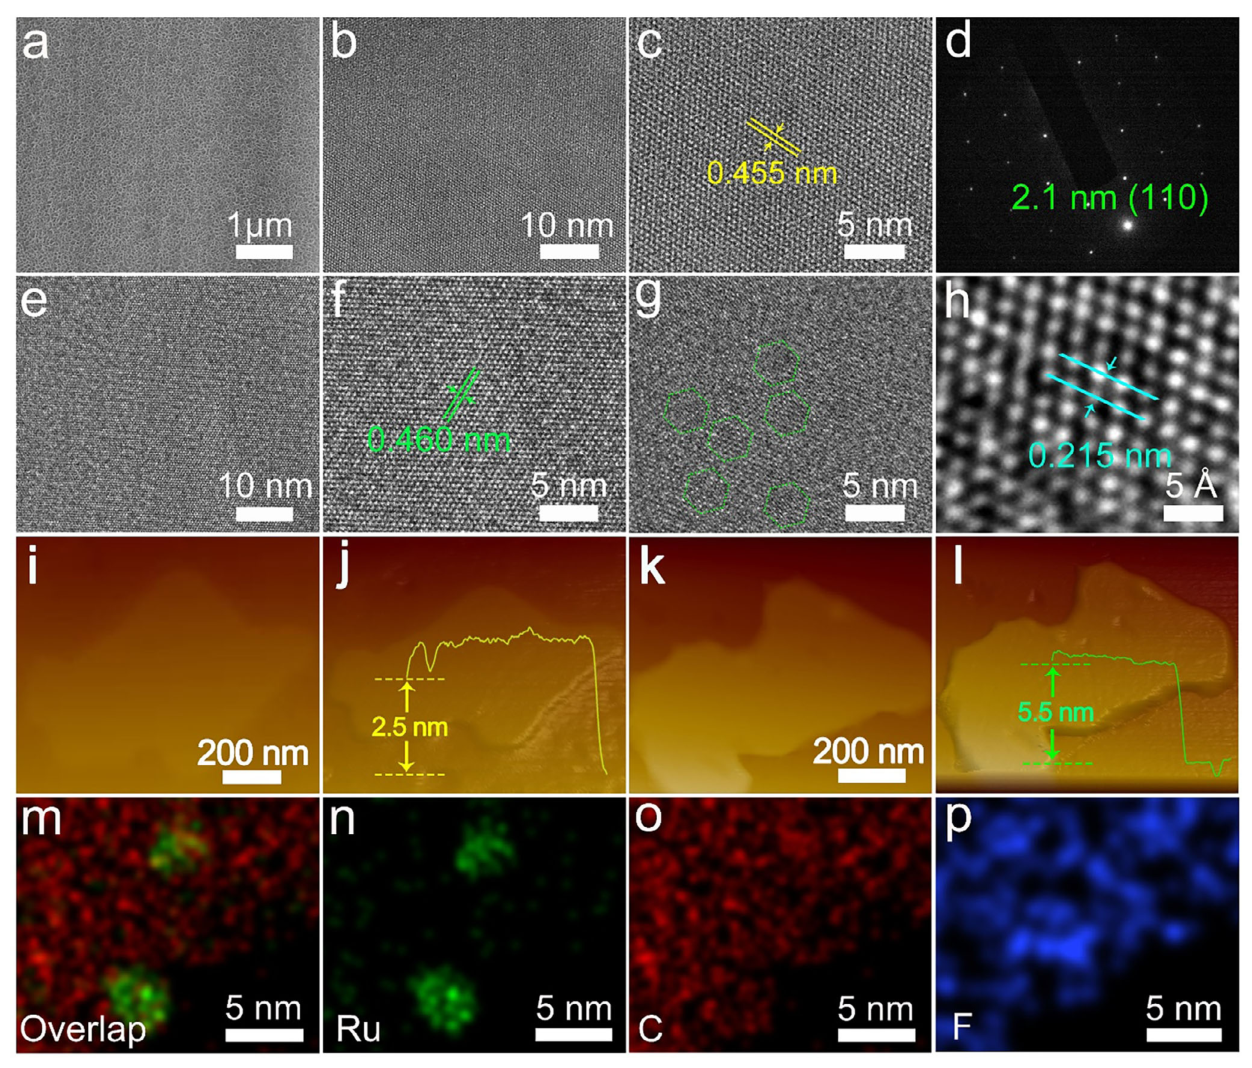 a
1μm
b
10 nm
c
0.455 nm
5 nm
d
2.1 nm (110)
e
10 nm
f
0.460 nm
5 nm
g
5 nm
h
0.215 nm
5 Å
i
200 nm
j
2.5 nm
k
200 nm
l
5.5 nm
m
Overlap
5 nm
n
Ru
5 nm
o
C
5 nm
p
F
5 nm